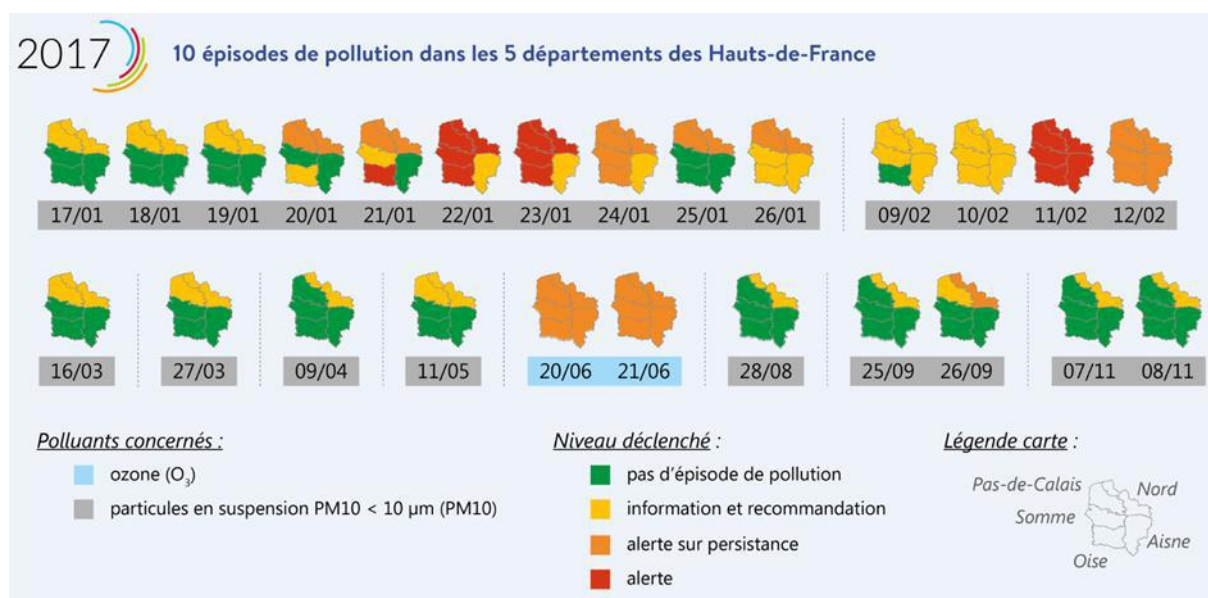 2017
10 épisodes de pollution dans les 5 départements des Hauts-de-France
17/01 18/01 19/01 20/01 21/01 22/01 23/01 24/01 25/01 26/01 09/02 10/02 11/02 12/02
16/03 27/03 09/04 11/05 20/06 21/06 28/08 25/09 26/09 07/11 08/11
Polluants concernés :
ozone (O₃)
particules en suspension PM10 < 10 µm (PM10)
Niveau déclenché :
pas d'épisode de pollution
information et recommandation
alerte sur persistance
alerte
Légende carte :
Pas-de-Calais
Nord
Somme
Aisne
Oise